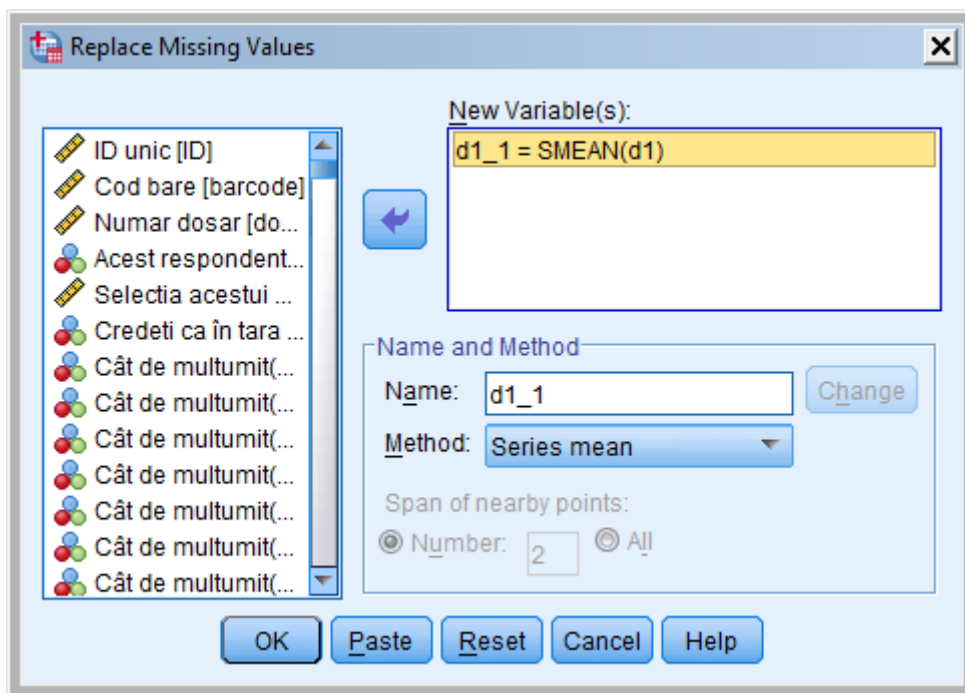 Replace Missing Values
ID unic [ID]
Cod bare [barcode]
Numar dosar [do...
Acest respondent...
Selectia acestui ...
Credeti ca în tara ...
Cât de multumit(...
Cât de multumit(...
Cât de multumit(...
Cât de multumit(...
Cât de multumit(...
Cât de multumit(...
Cât de multumit(...
New Variable(s):
d1_1 = SMEAN(d1)
Name and Method
Name: d1_1 Change
Method: Series mean
Span of nearby points:
Number: 2 All
OK Paste Reset Cancel Help